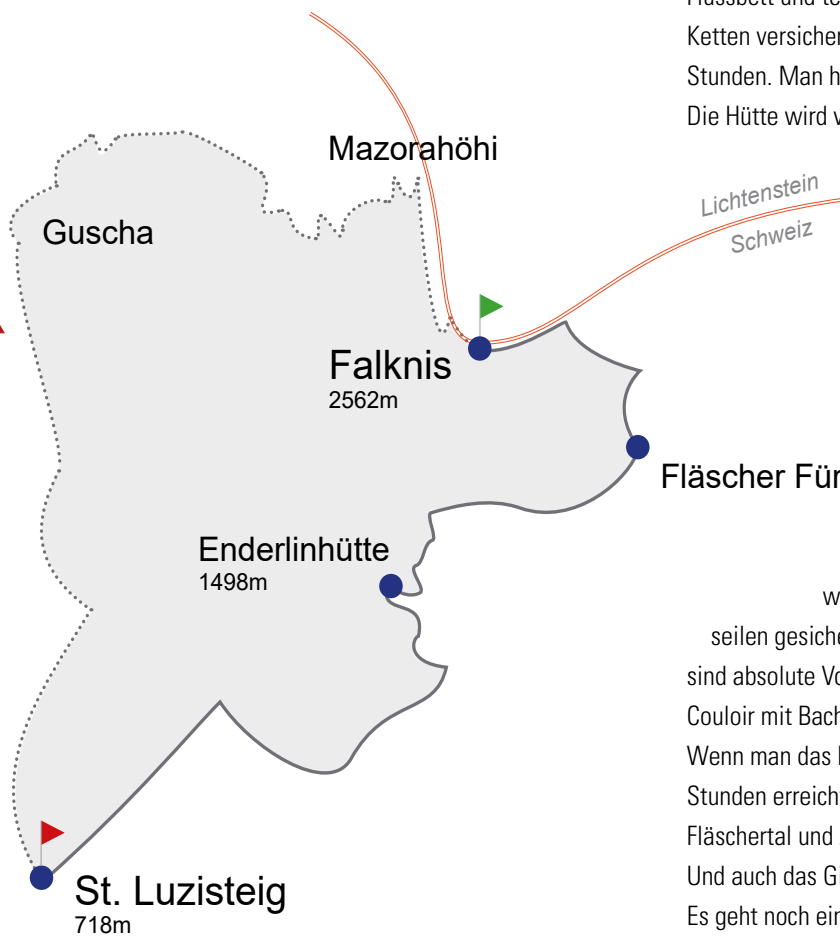 Ketten versicher
Stunden. Man h
Die Hütte wird v
Mazorahöhi
Guscha
Lichtenstein
Schweiz
Falknis
2562m
Fläscher Für
Enderlinhütte
1498m
w
seilen gesiche
sind absolute Vo
Couloir mit Bach
Wenn man das
Stunden erreich
Fläschertal und
Und auch das G
Es geht noch ein
St. Luzisteig
718m